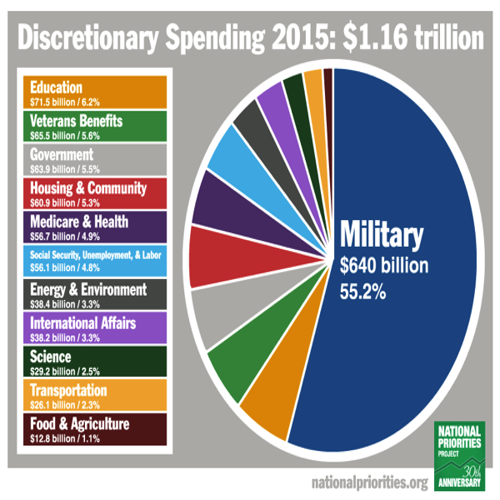 Discretionary Spending 2015: $1.16 trillion
Education
$71.5 billion / 6.2%
Veterans Benefits
$65.5 billion / 5.6%
Government
$63.9 billion / 5.5%
Housing & Community
$60.9 billion / 5.3%
Medicare & Health
$56.7 billion / 4.9%
Social Security, Unemployment, & Labor
$56.1 billion / 4.8%
Energy & Environment
$38.4 billion / 3.3%
International Affairs
$38.2 billion / 3.3%
Science
$29.2 billion / 2.5%
Transportation
$26.1 billion / 2.3%
Food & Agriculture
$12.8 billion / 1.1%
Military
$640 billion
55.2%
nationalpriorities.org
NATIONAL
PRIORITIES
PROJECT
30th
ANNIVERSARY